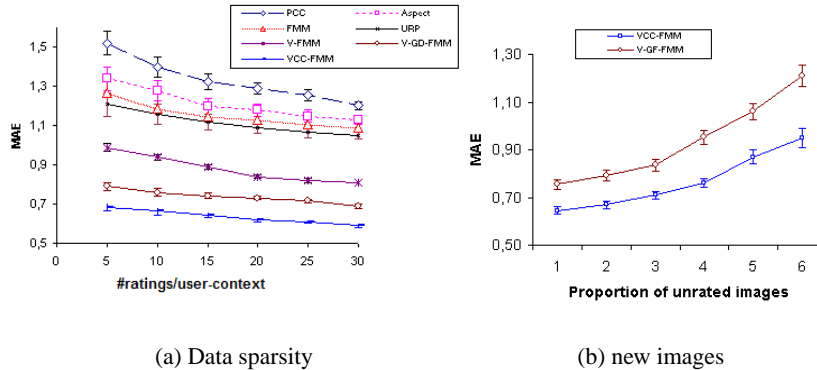 PCC
Aspect
FMM
URP
V-FMM
V-GD-FMM
VCC-FMM
1,5
1,3
1,1
0,9
0,7
0,5
MAE
0 5 10 15 20 25 30
#ratings/user-context
(a) Data sparsity
VCC-FMM
V-GF-FMM
1,30
1,10
0,90
0,70
0,50
MAE
1 2 3 4 5 6
Proportion of unrated images
(b) new images